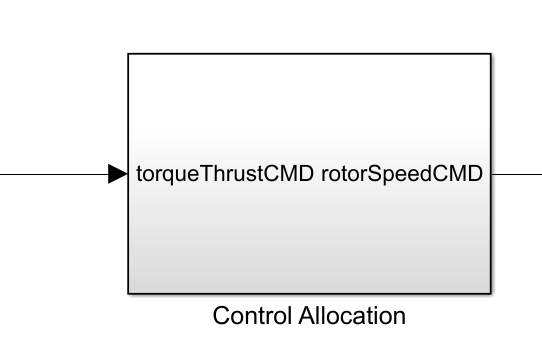 torqueThrustCMD rotorSpeedCMD
Control Allocation